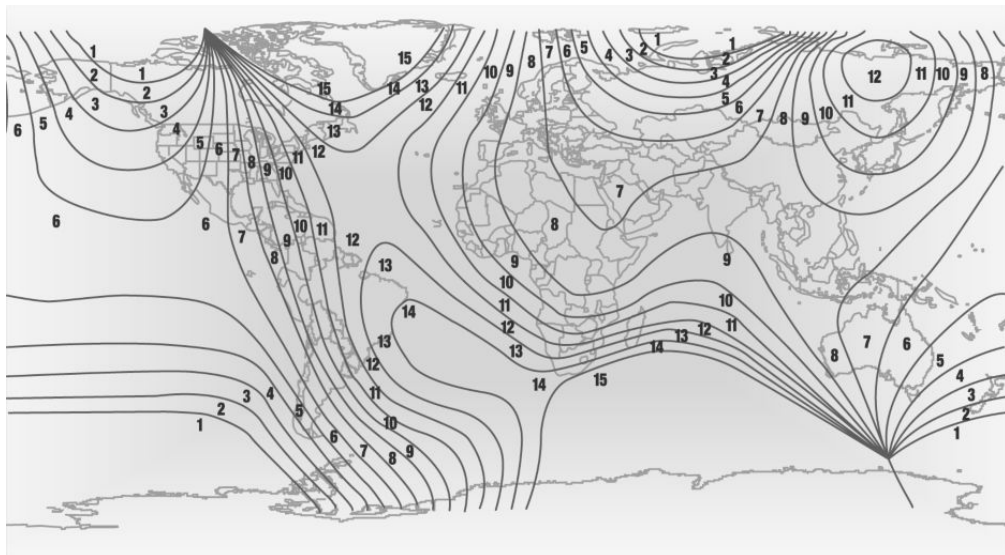 1 15 10 9 8 7 6 5 4 3 2 1 1 12 11 10 9 8
2 1 15 14 13 11 2
3 2 14 12 3 11
6 5 4 3 13 4 10
4 12 5 6 7 8 9
5 6 7 8 9 10 11
6 6 7 10 11 12 7
8 9 13 8 9
9 10
10 11
14 11 12 13 12 11 8 7 6
12 13 13 14 5
4 14 15 4
3 5 11 3
2 10 2
1 6 7 8 9 1